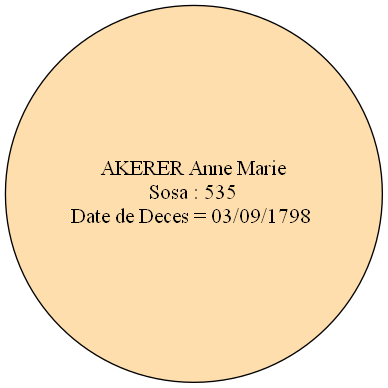 AKERER Anne Marie
Sosa : 535
Date de Deces = 03/09/1798